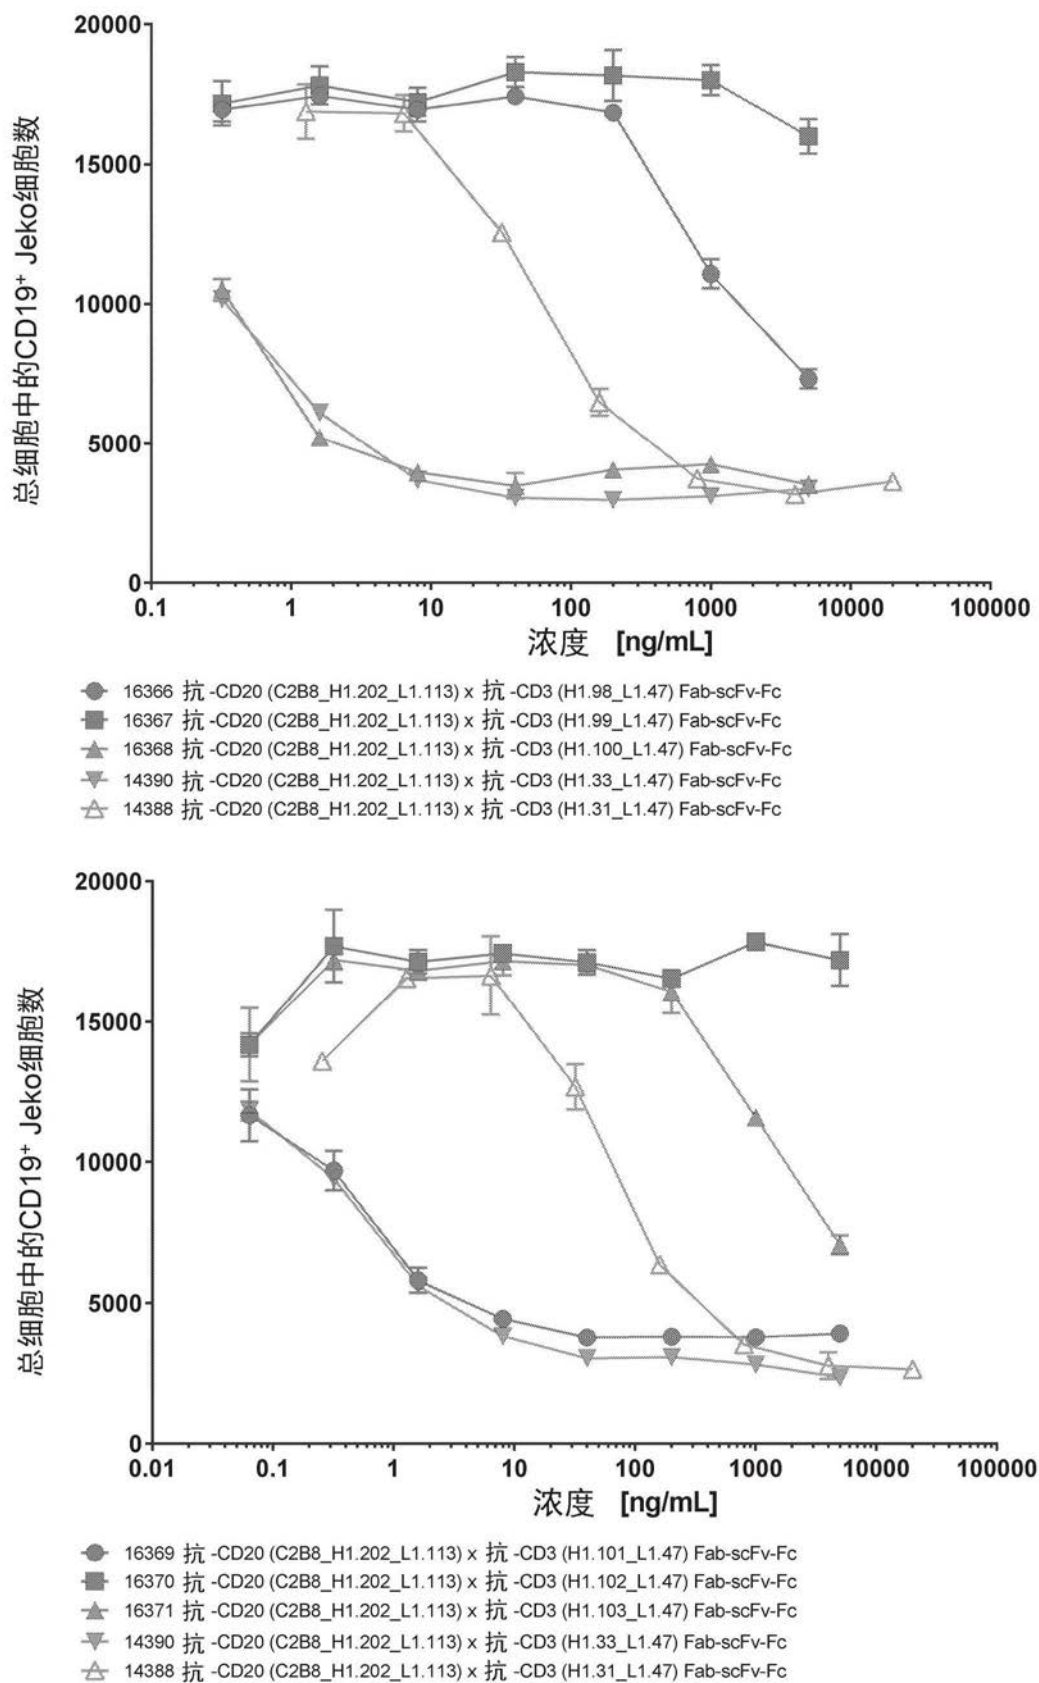 20000
15000
10000
5000
0
总细胞中的CD19⁺ Jeko细胞数
0.1 1 10 100 1000 10000 100000
浓度 [ng/mL]
16366 抗 -CD20 (C2B8_H1.202_L1.113) x 抗 -CD3 (H1.98_L1.47) Fab-scFv-Fc
16367 抗 -CD20 (C2B8_H1.202_L1.113) x 抗 -CD3 (H1.99_L1.47) Fab-scFv-Fc
16368 抗 -CD20 (C2B8_H1.202_L1.113) x 抗 -CD3 (H1.100_L1.47) Fab-scFv-Fc
14390 抗 -CD20 (C2B8_H1.202_L1.113) x 抗 -CD3 (H1.33_L1.47) Fab-scFv-Fc
14388 抗 -CD20 (C2B8_H1.202_L1.113) x 抗 -CD3 (H1.31_L1.47) Fab-scFv-Fc
20000
15000
10000
5000
0
总细胞中的CD19⁺ Jeko细胞数
0.01 0.1 1 10 100 1000 10000 100000
浓度 [ng/mL]
16369 抗 -CD20 (C2B8_H1.202_L1.113) x 抗 -CD3 (H1.101_L1.47) Fab-scFv-Fc
16370 抗 -CD20 (C2B8_H1.202_L1.113) x 抗 -CD3 (H1.102_L1.47) Fab-scFv-Fc
16371 抗 -CD20 (C2B8_H1.202_L1.113) x 抗 -CD3 (H1.103_L1.47) Fab-scFv-Fc
14390 抗 -CD20 (C2B8_H1.202_L1.113) x 抗 -CD3 (H1.33_L1.47) Fab-scFv-Fc
14388 抗 -CD20 (C2B8_H1.202_L1.113) x 抗 -CD3 (H1.31_L1.47) Fab-scFv-Fc